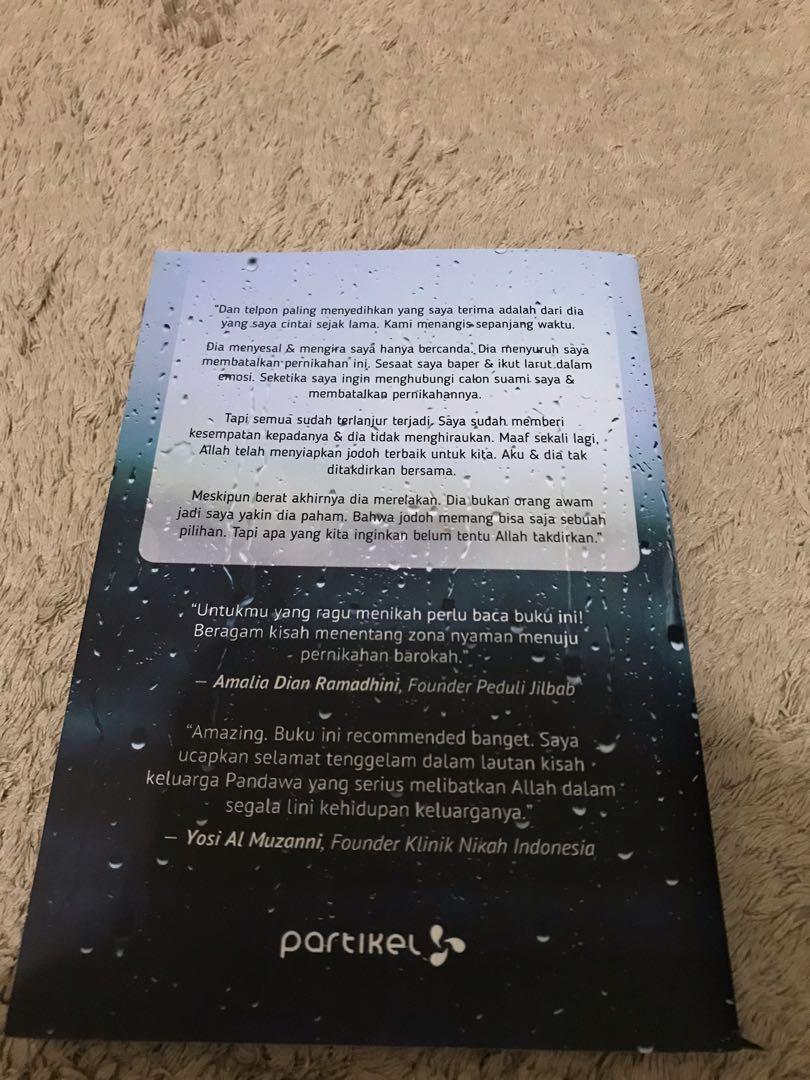 "Dan telpon paling menyedihkan yang saya terima adalah dari dia
yang saya cintai sejak lama. Kami menangis sepanjang waktu.
Dia menyesal & mengira saya hanya bercanda. Dia menyuruh saya
membatalkan pernikahan ini. Sesaat saya baper & ikut larut dalam
emosi. Seketika saya ingin menghubungi calon suami saya &
membatalkan pernikahannya.
Tapi semua sudah terlanjur terjadi. Saya sudah memberi
kesempatan kepadanya & dia tidak menghiraukan. Maaf sekali lagi,
Allah telah menyiapkan jodoh terbaik untuk kita. Aku & dia tak
ditakdirkan bersama.
Meskipun berat akhirnya dia merelakan. Dia bukan orang awam
jadi saya yakin dia paham. Bahwa jodoh memang bisa saja sebuah
pilihan. Tapi apa yang kita inginkan belum tentu Allah takdirkan."
"Untukmu yang ragu menikah perlu baca buku ini!
Beragam kisah menentang zona nyaman menuju
pernikahan barokah."
— Amalia Dian Ramadhini, Founder Peduli Jilbab
"Amazing. Buku ini recommended banget. Saya
ucapkan selamat tenggelam dalam lautan kisah
keluarga Pandawa yang serius melibatkan Allah dalam
segala lini kehidupan keluarganya."
— Yosi Al Muzanni, Founder Klinik Nikah Indonesia
partikel